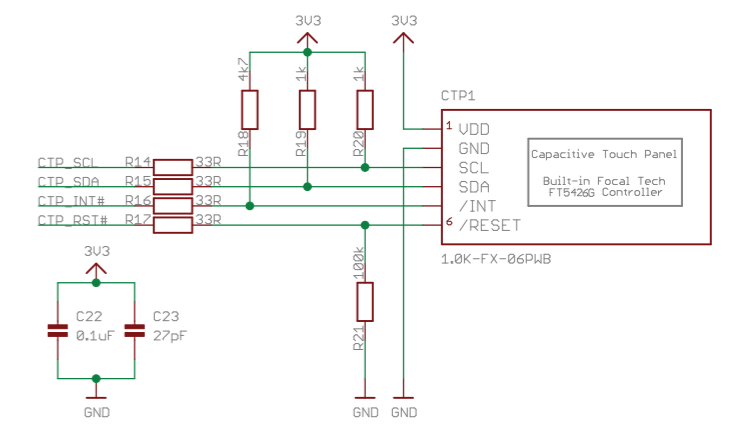 3V3 3V3
4k7 1k 1k
CTP1
R18 R19 R20
1 VDD
GND
CTP_SCL R14 33R SCL
CTP_SDA R15 33R SDA
CTP_INT# R16 33R /INT
CTP_RST# R17 33R 6 /RESET
Capacitive Touch Panel
Built-in Focal Tech
FT5426G Controller
1.0K-FX-06PWB
3V3
100k
R21
C22 C23
0.1uF 27pF
GND GND GND